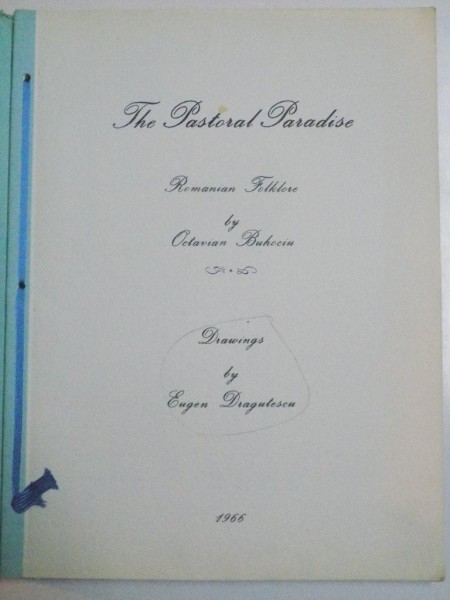 The Pastoral Paradise
Romanian Folklore
by
Octavian Buhociu
Drawings
by
Eugen Dragutescu
1966